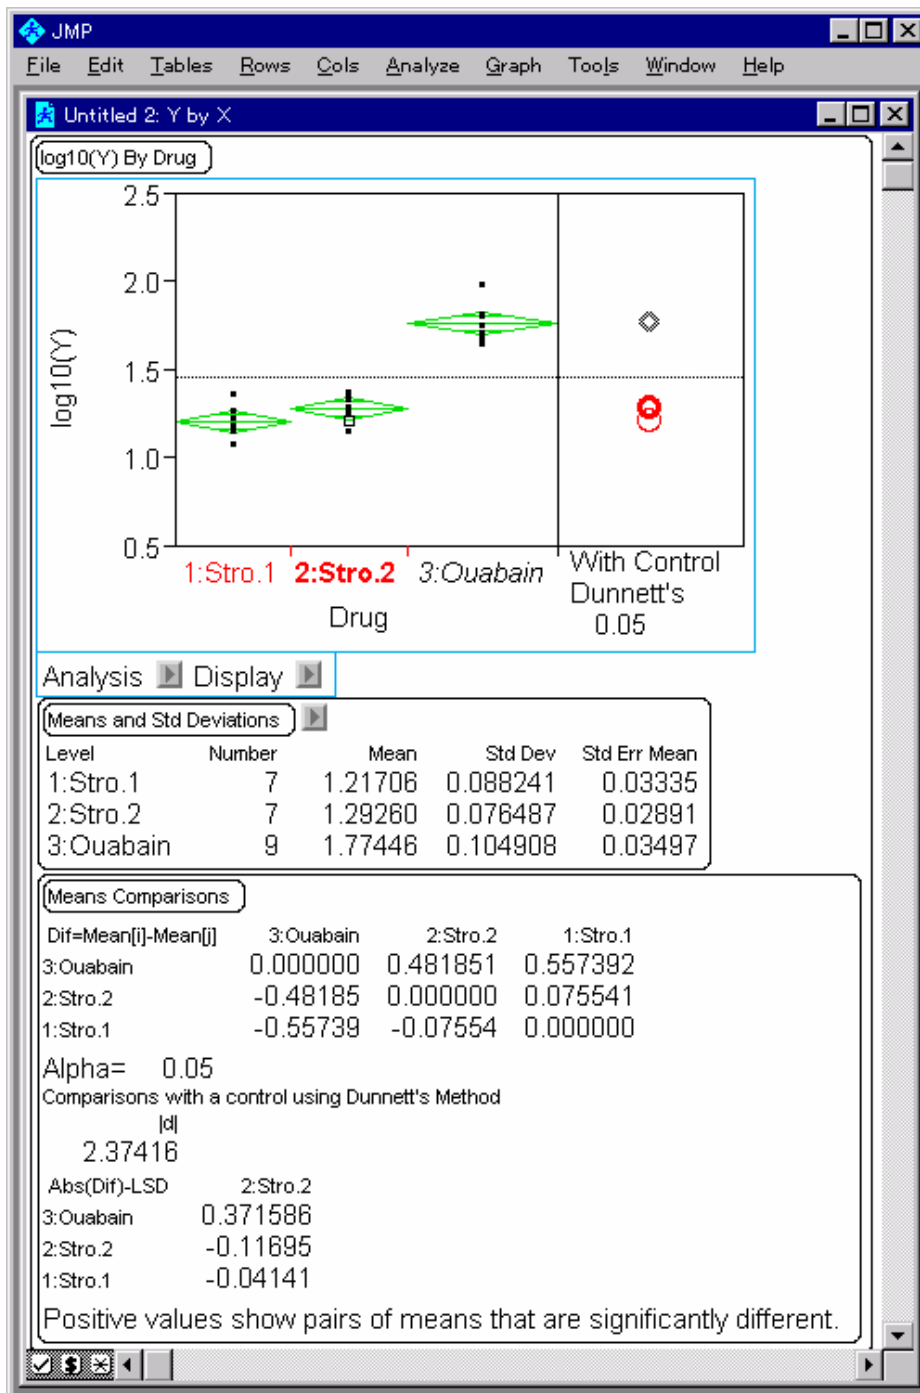 JMP
File Edit Tables Rows Cols Analyze Graph Tools Window Help
Untitled 2: Y by X
log10(Y) By Drug
2.5
2.0
1.5
1.0
0.5
log10(Y)
1:Stro.1 2:Stro.2 3:Ouabain
With Control
Dunnett's
0.05
Drug
Analysis Display
Means and Std Deviations
Level Number Mean Std Dev Std Err Mean
1:Stro.1 7 1.21706 0.088241 0.03335
2:Stro.2 7 1.29260 0.076487 0.02891
3:Ouabain 9 1.77446 0.104908 0.03497
Means Comparisons
Dif=Mean[i]-Mean[j] 3:Ouabain 2:Stro.2 1:Stro.1
3:Ouabain 0.000000 0.481851 0.557392
2:Stro.2 -0.48185 0.000000 0.075541
1:Stro.1 -0.55739 -0.07554 0.000000
Alpha= 0.05
Comparisons with a control using Dunnett's Method
|d|
2.37416
Abs(Dif)-LSD 2:Stro.2
3:Ouabain 0.371586
2:Stro.2 -0.11695
1:Stro.1 -0.04141
Positive values show pairs of means that are significantly different.